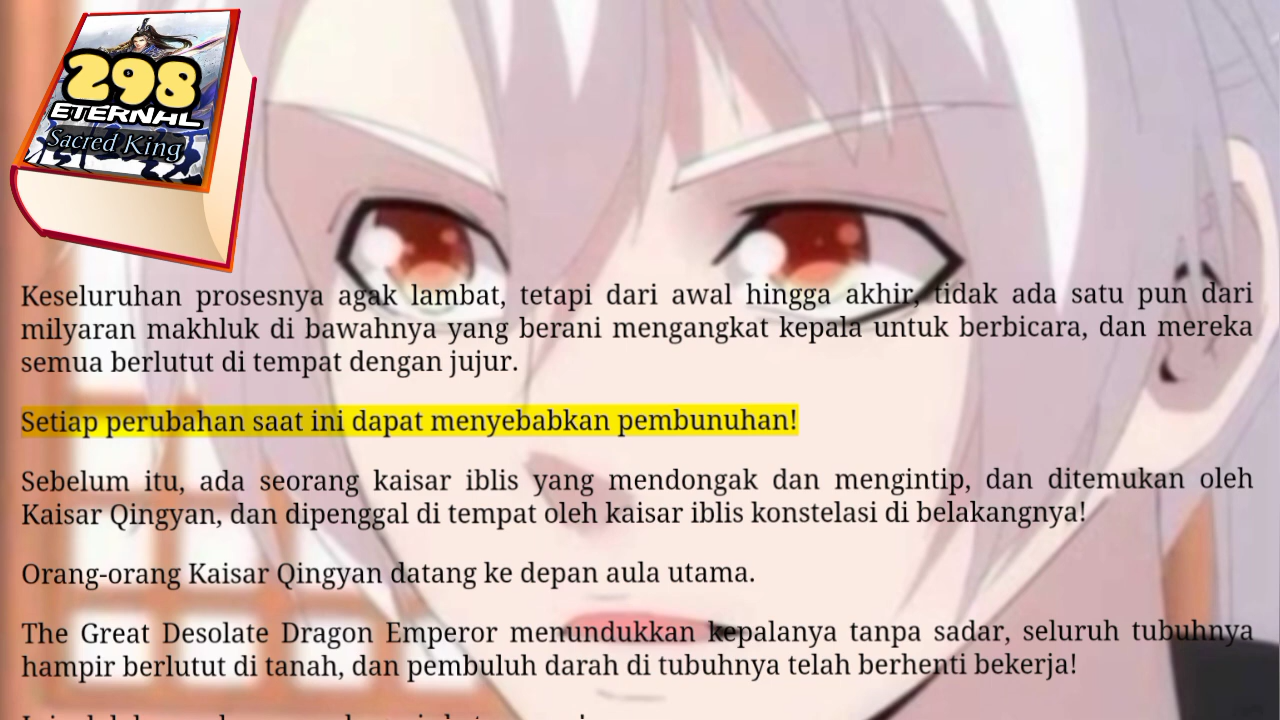 298
ETERNAL
Sacred King
Keseluruhan prosesnya agak lambat, tetapi dari awal hingga akhir, tidak ada satu pun dari
milyaran makhluk di bawahnya yang berani mengangkat kepala untuk berbicara, dan mereka
semua berlutut di tempat dengan jujur.
Setiap perubahan saat ini dapat menyebabkan pembunuhan!
Sebelum itu, ada seorang kaisar iblis yang mendongak dan mengintip, dan ditemukan oleh
Kaisar Qingyan, dan dipenggal di tempat oleh kaisar iblis konstelasi di belakangnya!
Orang-orang Kaisar Qingyan datang ke depan aula utama.
The Great Desolate Dragon Emperor menundukkan kepalanya tanpa sadar, seluruh tubuhnya
hampir berlutut di tanah, dan pembuluh darah di tubuhnya telah berhenti bekerja!